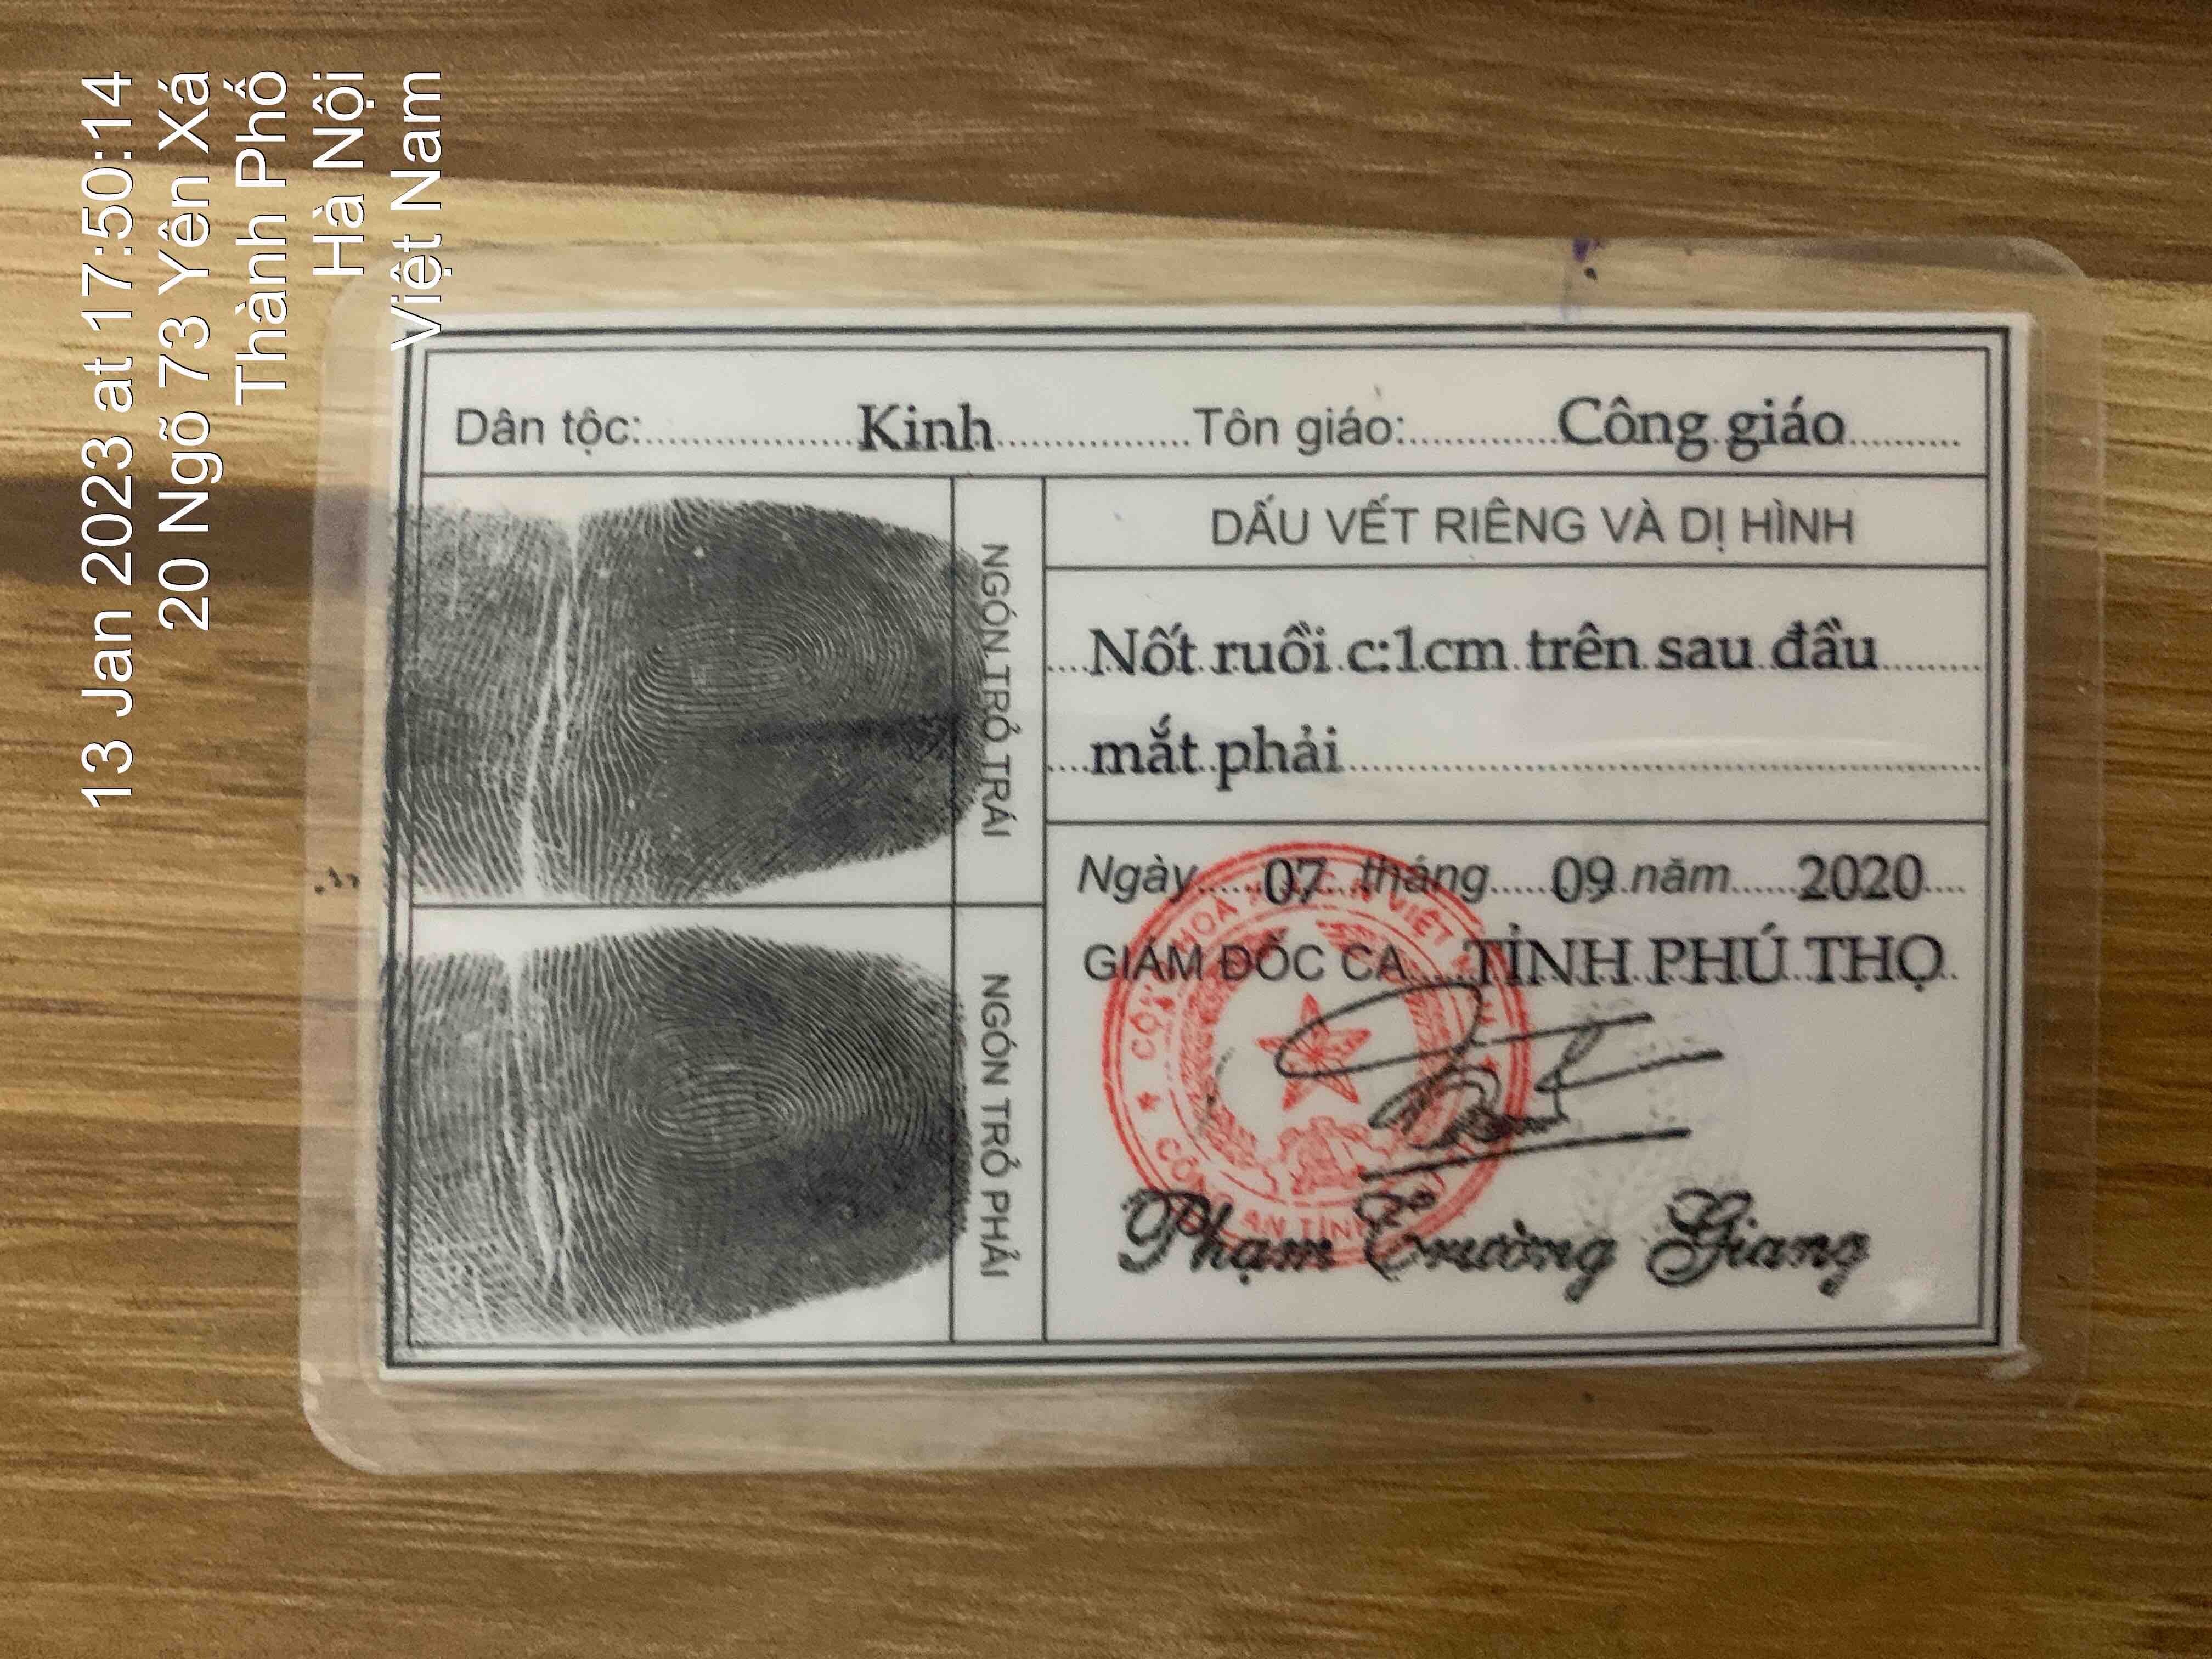 13 Jan 2023 at 17:50:14
20 Ngõ 73 Yên Xá
Thành Phố
Hà Nội
Việt Nam
Dân tộc: Kinh Tôn giáo: Công giáo
NGÓN TRỎ TRÁI
NGÓN TRỎ PHẢI
DẤU VẾT RIÊNG VÀ DỊ HÌNH
Nốt ruồi c:1cm trên sau đầu
mắt phải
Ngày 07 tháng 09 năm 2020
GIÁM ĐỐC CA TỈNH PHÚ THỌ
Phạm Trường Giang